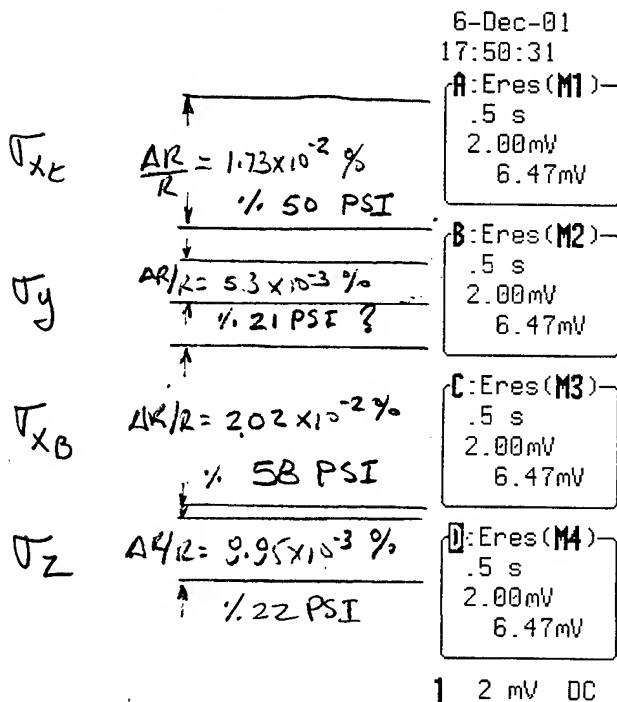 6-Dec-01
17:50:31
A:Eres(M1)
.5 s
2.00mV
6.47mV
σxt ΔR/R = 1.73x10⁻² %
% 50 PSI
B:Eres(M2)
.5 s
2.00mV
6.47mV
σy ΔR/R = 5.3 x10⁻³ %
% 21 PSI ?
C:Eres(M3)
.5 s
2.00mV
6.47mV
σxB ΔR/R = 2.02 x10⁻² %
% 58 PSI
D:Eres(M4)
.5 s
2.00mV
6.47mV
σz ΔR/R = 9.95x10⁻³ %
% 22 PSI
1 2 mV DC